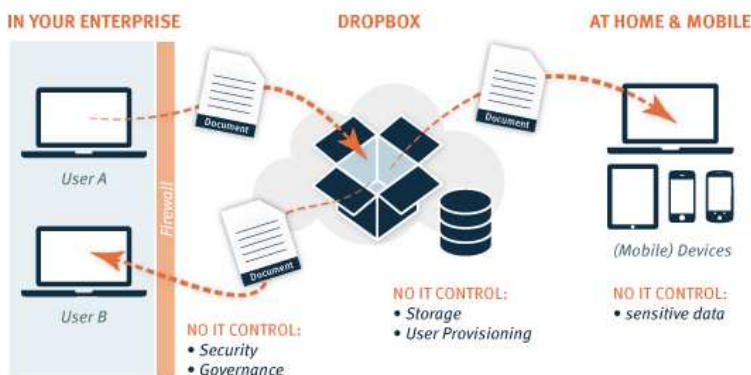 IN YOUR ENTERPRISE
DROPBOX
AT HOME & MOBILE
Document
Document
User A
Firewall
Document
User B
(Mobile) Devices
NO IT CONTROL:
• Security
• Governance
NO IT CONTROL:
• Storage
• User Provisioning
NO IT CONTROL:
• sensitive data